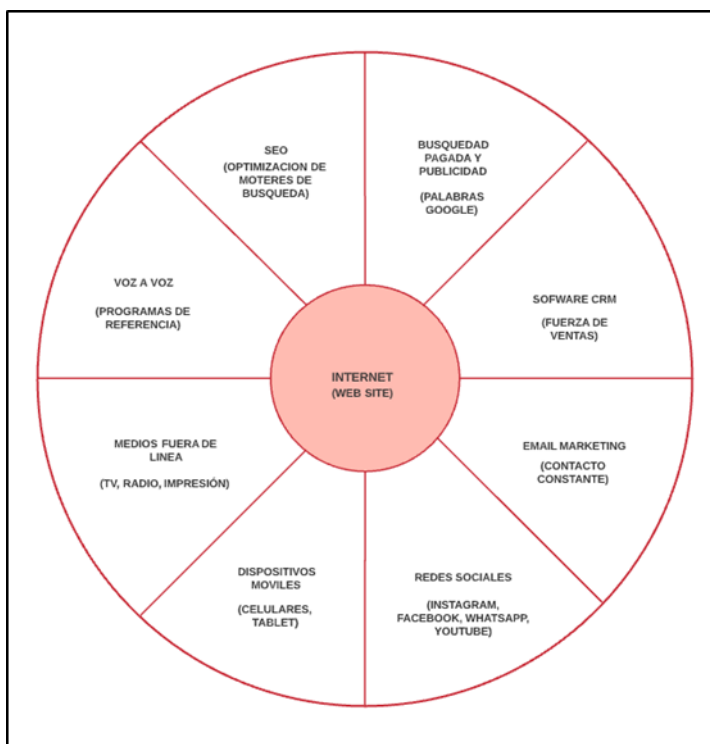 SEO
(OPTIMIZACION DE
MOTERES DE
BUSQUEDA)
BUSQUEDAD
PAGADA Y
PUBLICIDAD
(PALABRAS
GOOGLE)
VOZ A VOZ
(PROGRAMAS DE
REFERENCIA)
SOFWARE CRM
(FUERZA DE
VENTAS)
INTERNET
(WEB SITE)
MEDIOS FUERA DE
LINEA
(TV, RADIO, IMPRESIÓN)
EMAIL MARKETING
(CONTACTO
CONSTANTE)
DISPOSITIVOS
MOVILES
(CELULARES,
TABLET)
REDES SOCIALES
(INSTAGRAM,
FACEBOOK, WHATSAPP,
YOUTUBE)